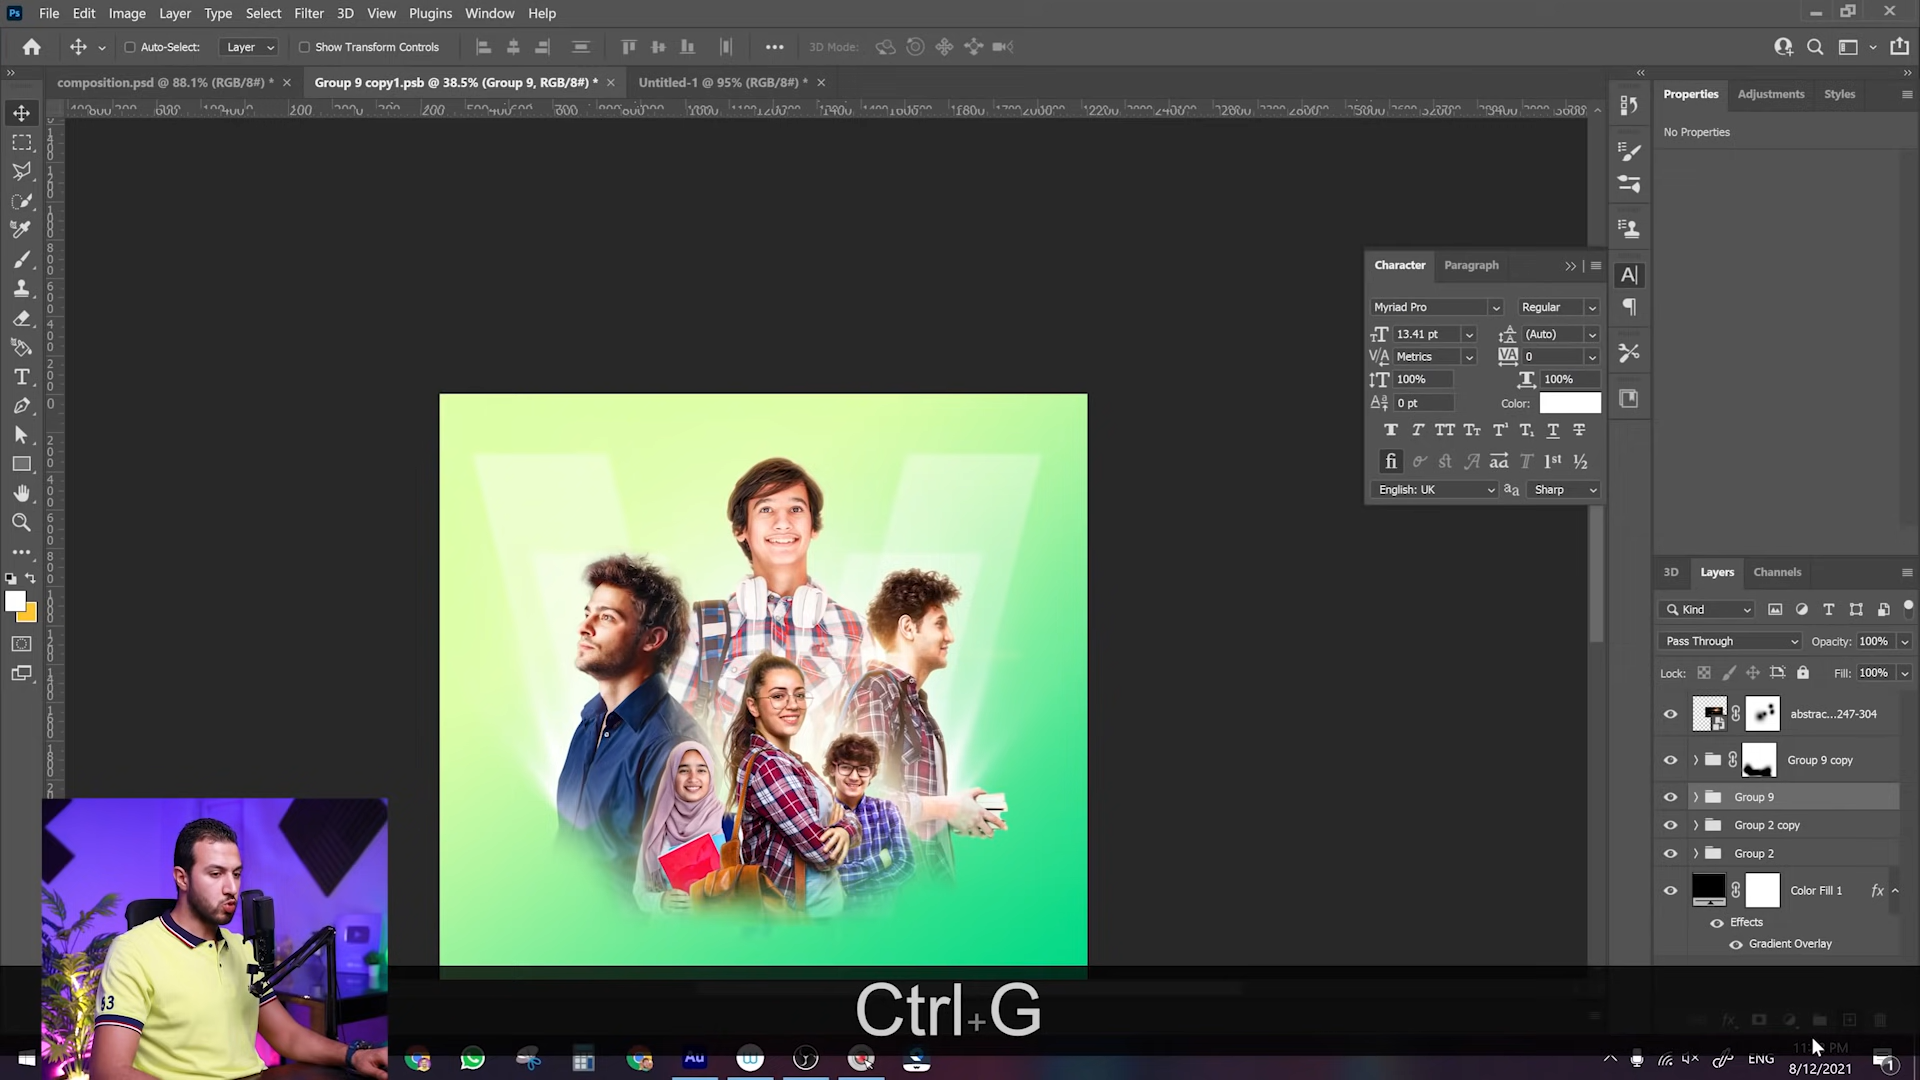 Ps File Edit Image Layer Type Select Filter 3D View Plugins Window Help
Auto-Select: Layer Show Transform Controls 3D Mode:
composition.psd @ 88.1% (RGB/8#) * Group 9 copy1.psb @ 38.5% (Group 9, RGB/8#) * Untitled-1 @ 95% (RGB/8#) *
Properties Adjustments Styles
No Properties
Character Paragraph
Myriad Pro Regular
13.41 pt (Auto)
Metrics 0
100% 100%
0 pt Color:
English: UK Sharp
3D Layers Channels
Kind
Pass Through Opacity: 100%
Lock: Fill: 100%
abstrac...247-304
Group 9 copy
Group 9
Group 2 copy
Group 2
Color Fill 1 fx
Effects
Gradient Overlay
53
Ctrl+G
Au
ENG
8/12/2021
1